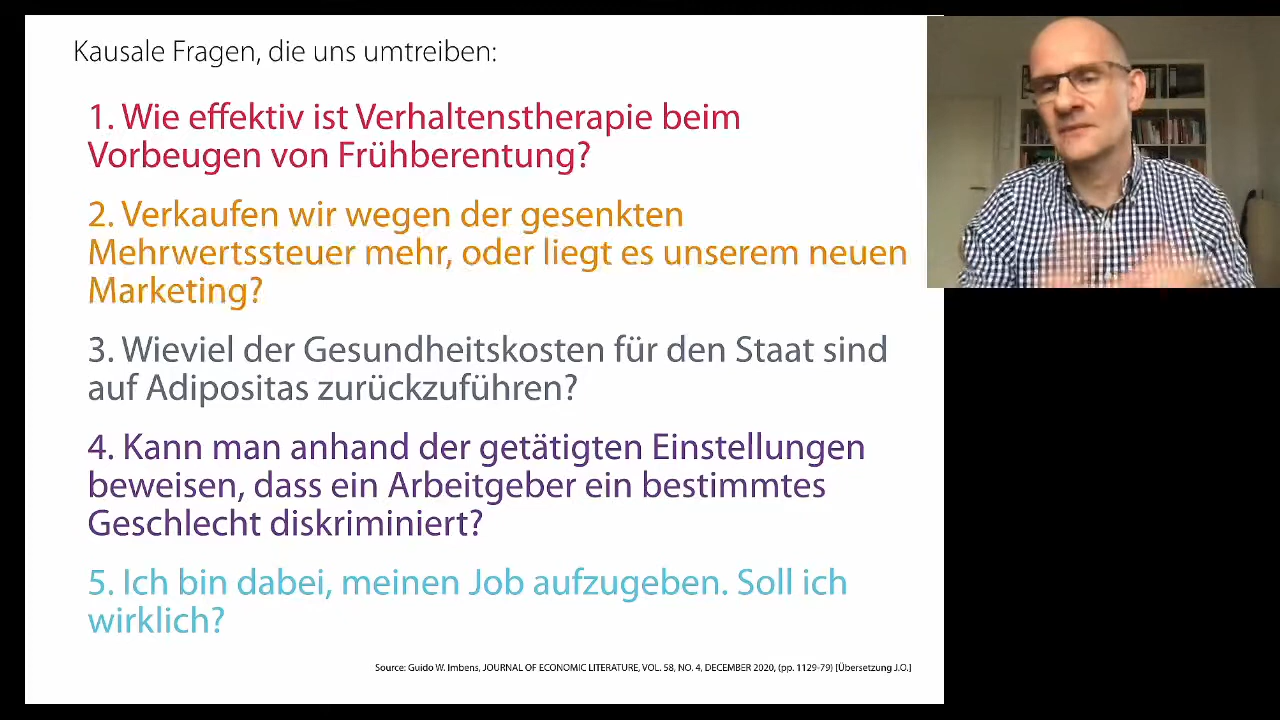 Kausale Fragen, die uns umtreiben:
1. Wie effektiv ist Verhaltenstherapie beim
Vorbeugen von Frühberentung?
2. Verkaufen wir wegen der gesenkten
Mehrwertssteuer mehr, oder liegt es unserem neuen
Marketing?
3. Wieviel der Gesundheitskosten für den Staat sind
auf Adipositas zurückzuführen?
4. Kann man anhand der getätigten Einstellungen
beweisen, dass ein Arbeitgeber ein bestimmtes
Geschlecht diskriminiert?
5. Ich bin dabei, meinen Job aufzugeben. Soll ich
wirklich?
Source: Guido W. Imbens, JOURNAL OF ECONOMIC LITERATURE, VOL. 58, NO. 4, DECEMBER 2020, (pp. 1129-79) [Übersetzung J.O.]